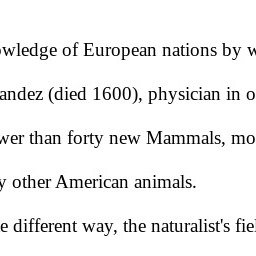 owledge of European nations by w
andez (died 1600), physician in o
wer than forty new Mammals, mo
y other American animals.
e different way, the naturalist's fie